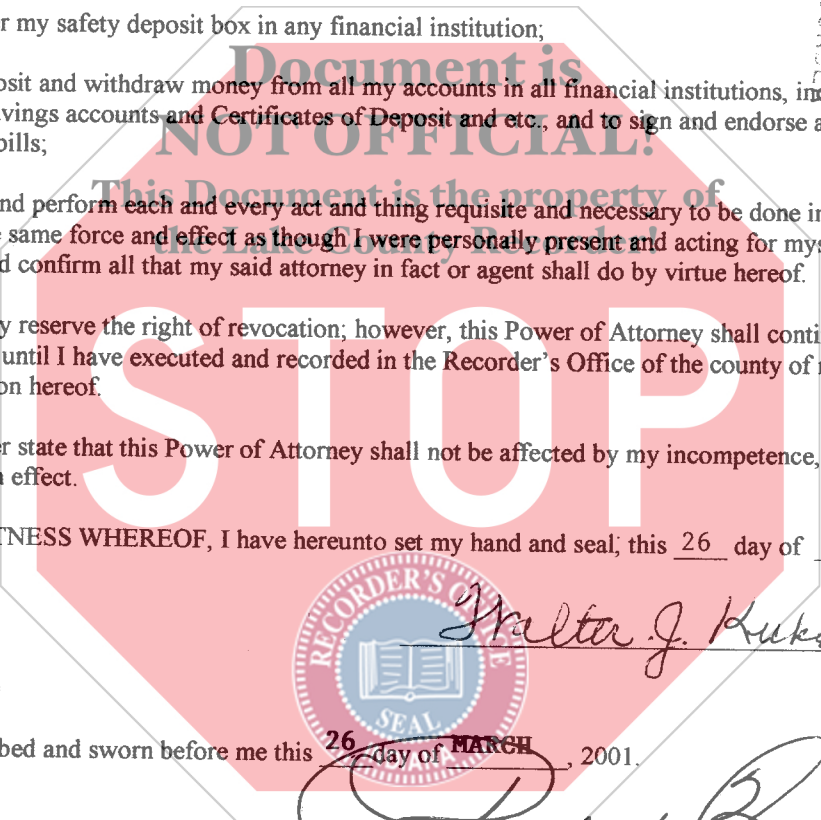 r my safety deposit box in any financial institution;
Document is
osit and withdraw money from all my accounts in all financial institutions, inc
vings accounts and Certificates of Deposit and etc., and to sign and endorse a
NOT OFFICIAL!
bills;
This Document is the property of
nd perform each and every act and thing requisite and necessary to be done in
same force and effect as though I were personally present and acting for mys
the Lake County Recorder!
d confirm all that my said attorney in fact or agent shall do by virtue hereof.
y reserve the right of revocation; however, this Power of Attorney shall conti
until I have executed and recorded in the Recorder's Office of the county of
on hereof.
STOP
r state that this Power of Attorney shall not be affected by my incompetence,
effect.
TNESS WHEREOF, I have hereunto set my hand and seal; this 26 day of
RECORDER'S OFFICE
Walter J. Kuk
SEAL
INDIANA
bed and sworn before me this 26 day of MARCH, 2001.